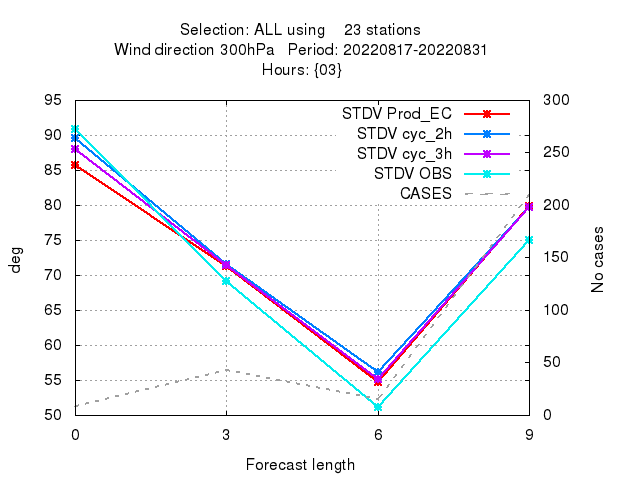 Selection: ALL using 23 stations
Wind direction 300hPa Period: 20220817-20220831
Hours: {03}
STDV Prod_EC
STDV cyc_2h
STDV cyc_3h
STDV OBS
CASES
95
90
85
80
75
70
65
60
55
50
deg
300
250
200
150
100
50
0
No cases
0 3 6 9
Forecast length